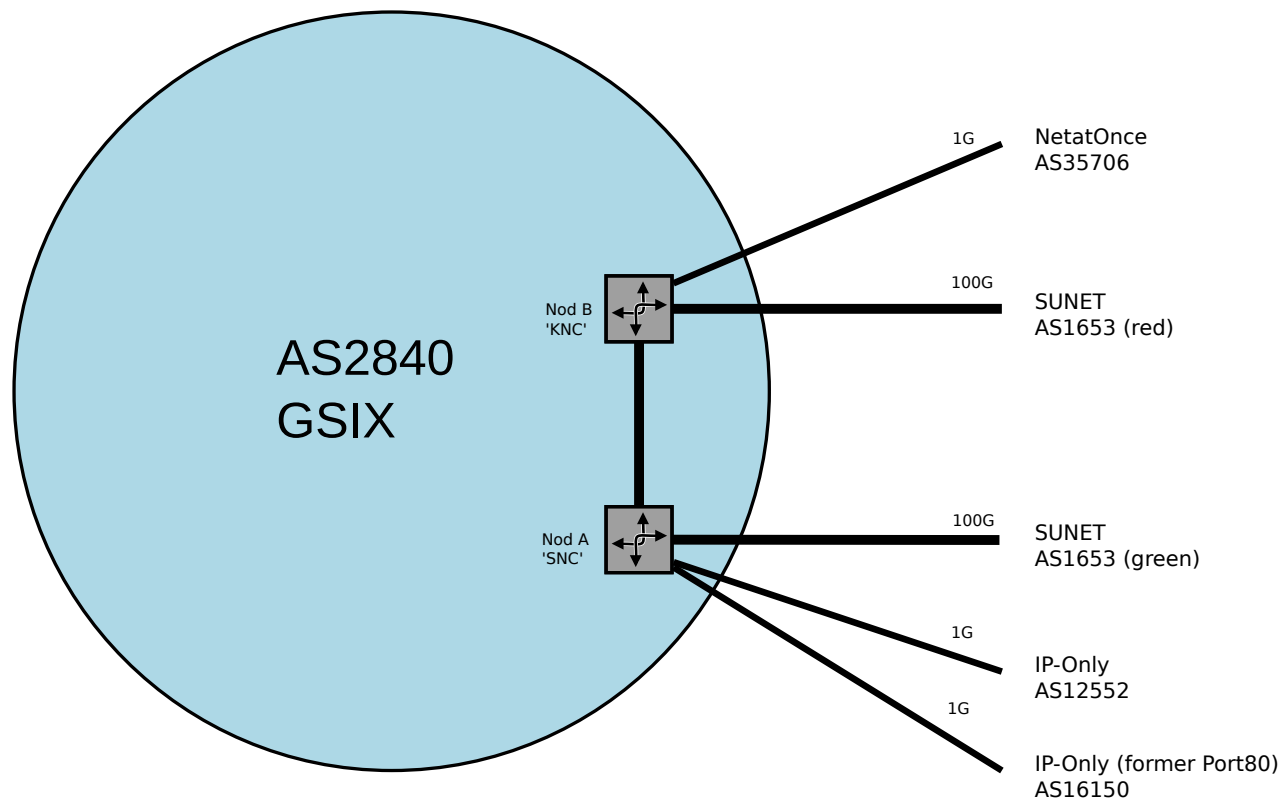 1G
NetatOnce
AS35706
100G
SUNET
AS1653 (red)
Nod B
'KNC'
AS2840
GSIX
Nod A
'SNC'
100G
SUNET
AS1653 (green)
1G
IP-Only
AS12552
1G
IP-Only (former Port80)
AS16150